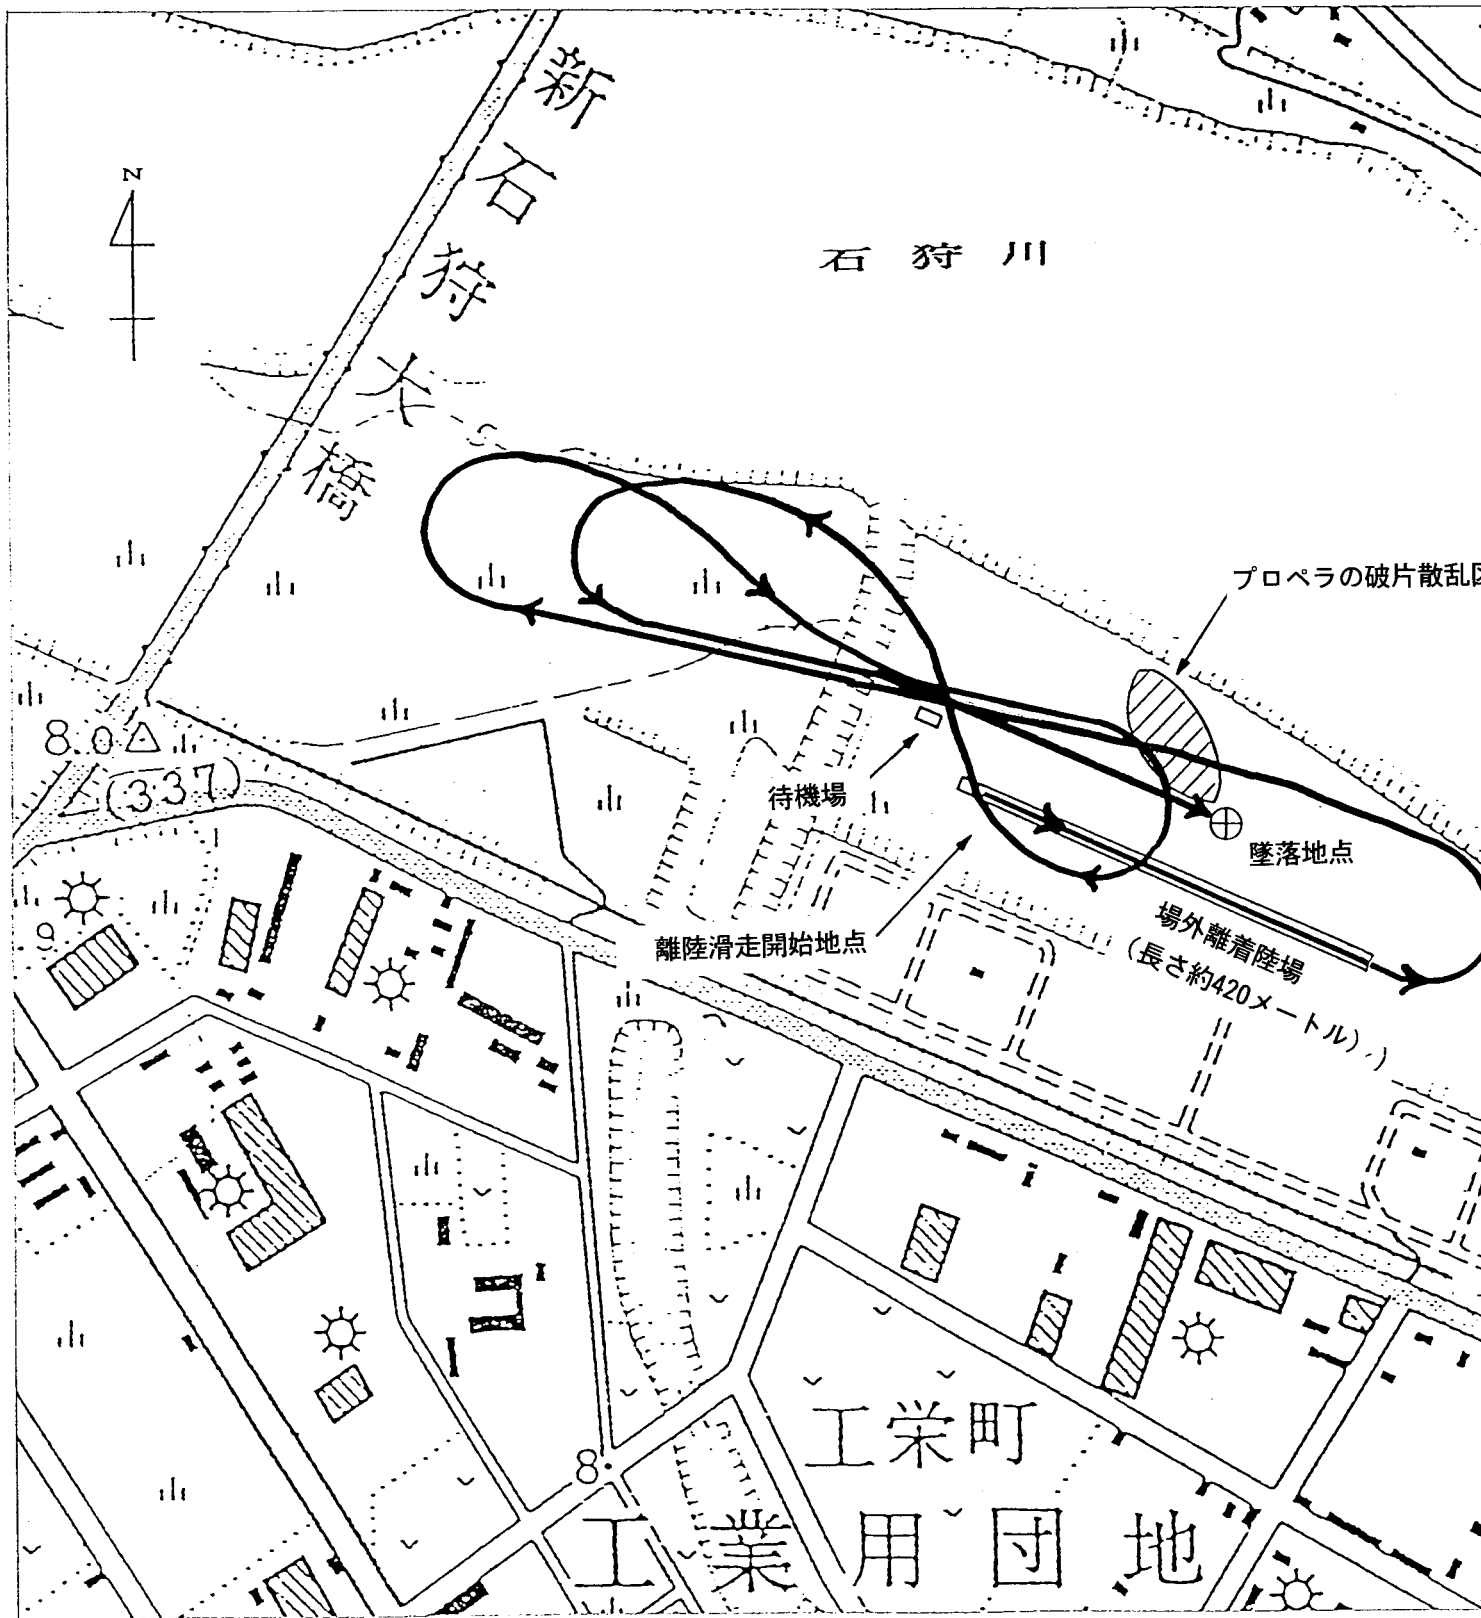 新石狩大橋
N
石狩川
プロペラの破片散乱区
8.0
(337)
待機場
墜落地点
離陸滑走開始地点
場外離着陸場
(長さ約420メートル)
9
8
工栄町
工業用団地